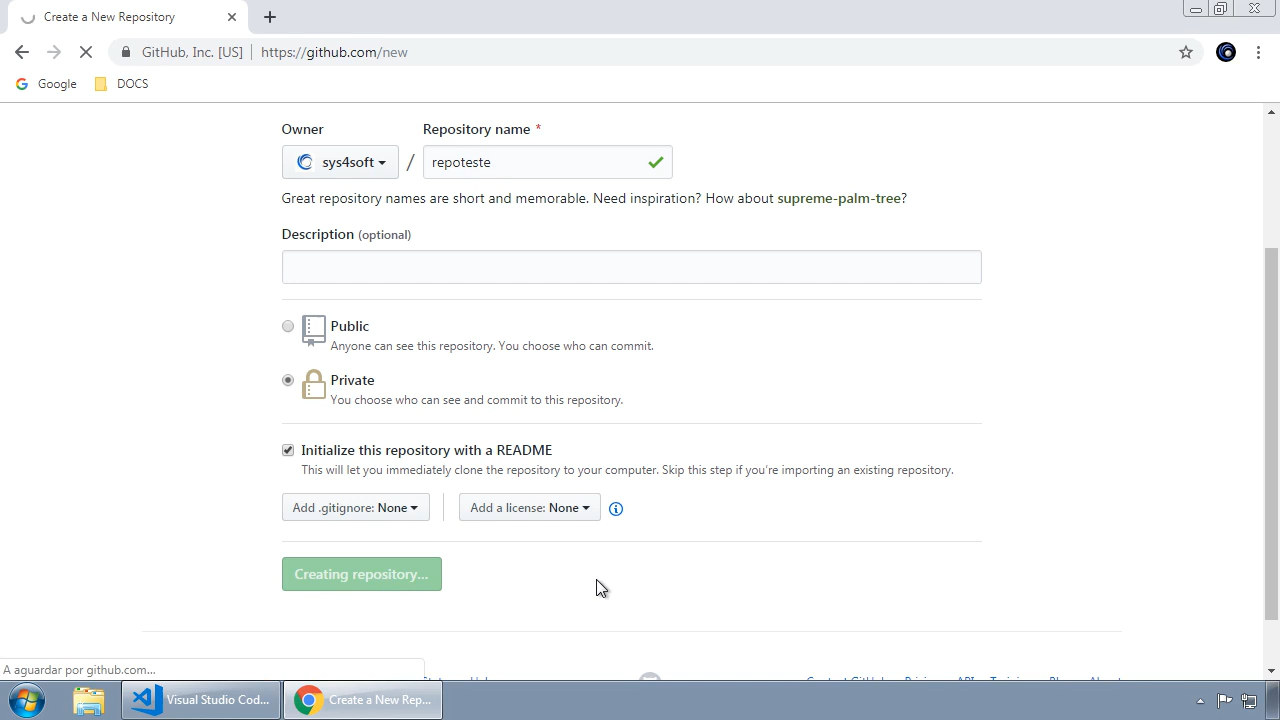 Create a New Repository
GitHub, Inc. [US] https://github.com/new
Google DOCS
Owner Repository name *
sys4soft / repoteste
Great repository names are short and memorable. Need inspiration? How about supreme-palm-tree?
Description (optional)
Public
Anyone can see this repository. You choose who can commit.
Private
You choose who can see and commit to this repository.
Initialize this repository with a README
This will let you immediately clone the repository to your computer. Skip this step if you're importing an existing repository.
Add .gitignore: None Add a license: None
Creating repository...
A aguardar por github.com...
Visual Studio Cod... Create a New Rep...